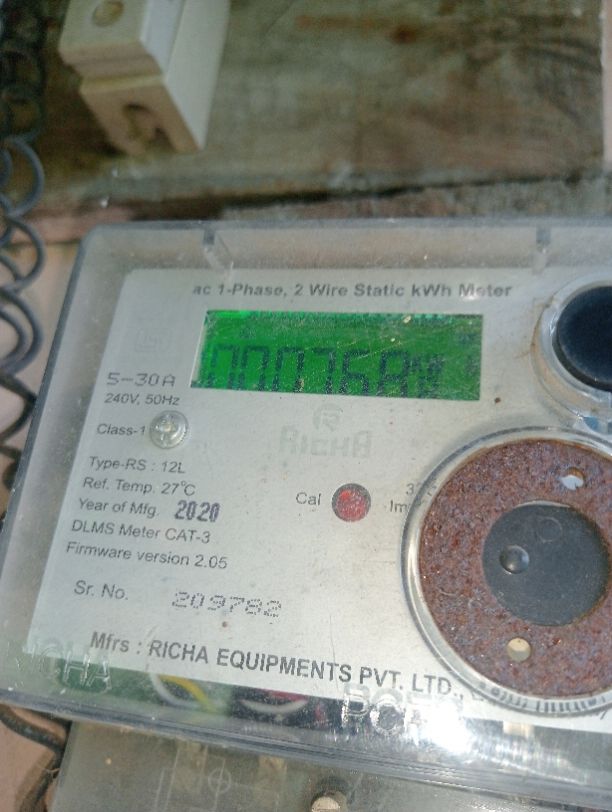 ac 1-Phase, 2 Wire Static kWh Meter
5-30A
240V, 50Hz
Class-1
RICHA
Type-RS : 12L
Ref. Temp. 27°C
Cal
Year of Mfg. 2020
DLMS Meter CAT-3
Firmware version 2.05
Sr. No. 209782
Mfrs : RICHA EQUIPMENTS PVT. LTD.,